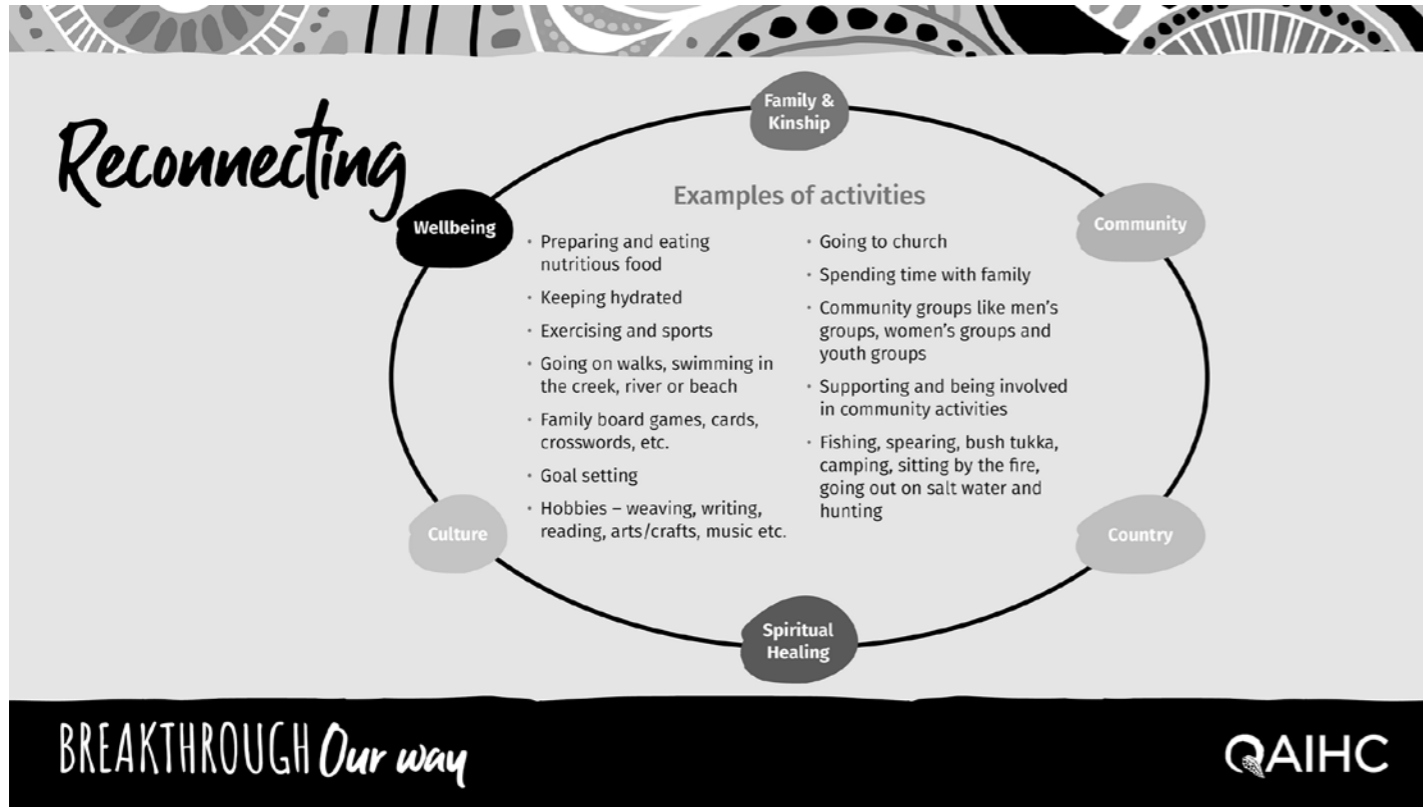 Reconnecting
Family &
Kinship
Wellbeing
Community
Examples of activities
• Preparing and eating
nutritious food
• Keeping hydrated
• Exercising and sports
• Going on walks, swimming in
the creek, river or beach
• Family board games, cards,
crosswords, etc.
• Goal setting
• Hobbies – weaving, writing,
reading, arts/crafts, music etc.
• Going to church
• Spending time with family
• Community groups like men’s
groups, women’s groups and
youth groups
• Supporting and being involved
in community activities
• Fishing, spearing, bush tukka,
camping, sitting by the fire,
going out on salt water and
hunting
Culture
Country
Spiritual
Healing
BREAKTHROUGH Our way
QAIHC